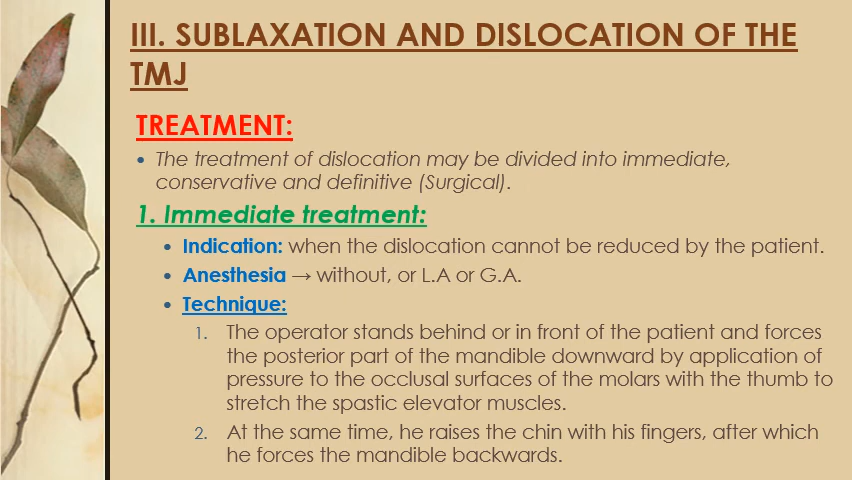 III. SUBLAXATION AND DISLOCATION OF THE
TMJ
TREATMENT:
• The treatment of dislocation may be divided into immediate,
conservative and definitive (Surgical).
1. Immediate treatment:
• Indication: when the dislocation cannot be reduced by the patient.
• Anesthesia → without, or L.A or G.A.
• Technique:
1. The operator stands behind or in front of the patient and forces
the posterior part of the mandible downward by application of
pressure to the occlusal surfaces of the molars with the thumb to
stretch the spastic elevator muscles.
2. At the same time, he raises the chin with his fingers, after which
he forces the mandible backwards.